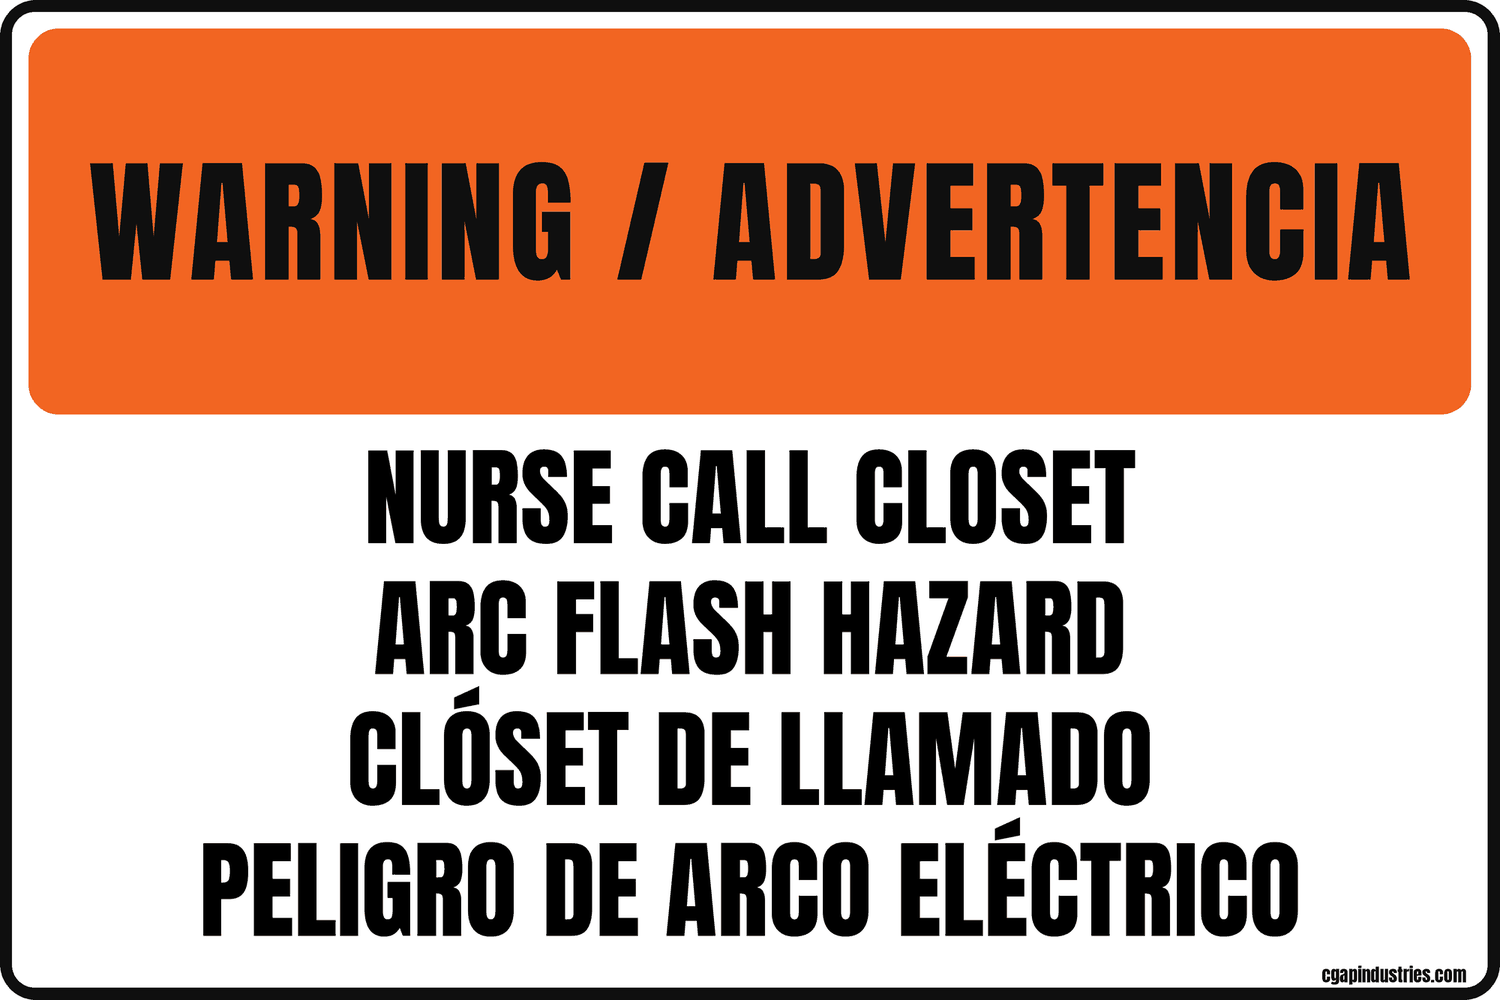 WARNING / ADVERTENCIA
NURSE CALL CLOSET
ARC FLASH HAZARD
CLÓSET DE LLAMADO
PELIGRO DE ARCO ELÉCTRICO
cgapindustries.com